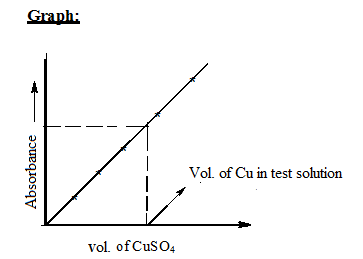 Graph:
Absorbance
Vol. of Cu in test solution
vol. of CuSO₄